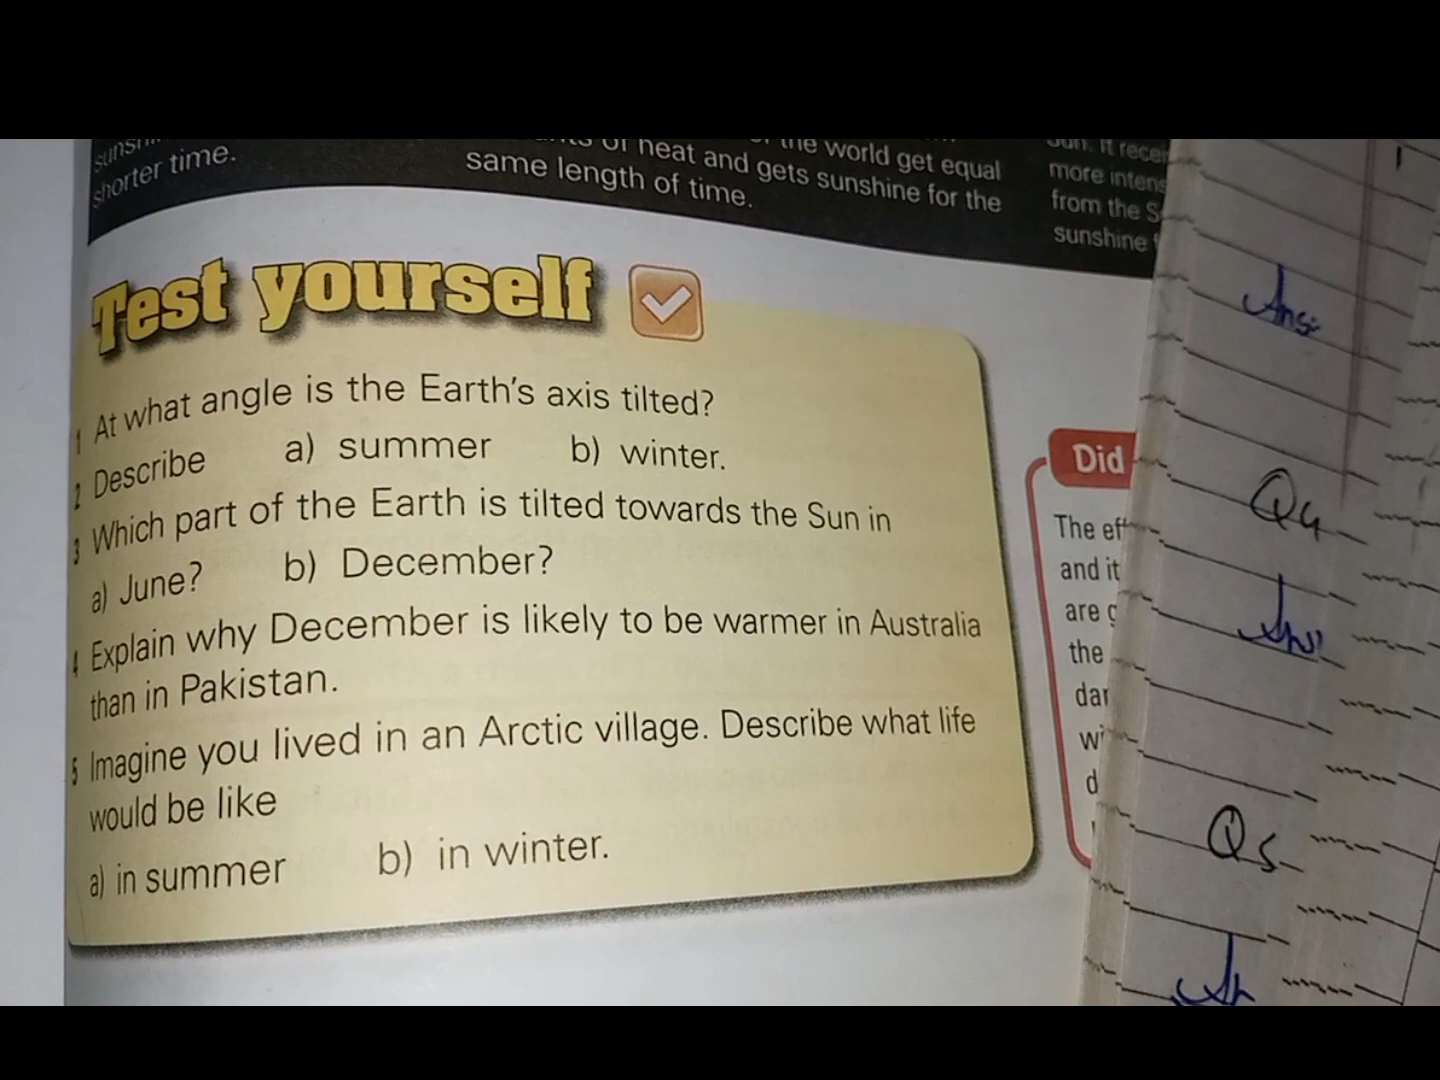 shorter time.
of heat and gets sunshine for the
the world get equal
same length of time.
more intens
from the S
sunshine
Test yourself
1 At what angle is the Earth's axis tilted?
2 Describe a) summer b) winter.
3 Which part of the Earth is tilted towards the Sun in
a) June? b) December?
4 Explain why December is likely to be warmer in Australia
than in Pakistan.
5 Imagine you lived in an Arctic village. Describe what life
would be like
a) in summer b) in winter.
Did
The ef
and it
are g
the
dar
wi
d
Ans:
Q4
Ans
Q5